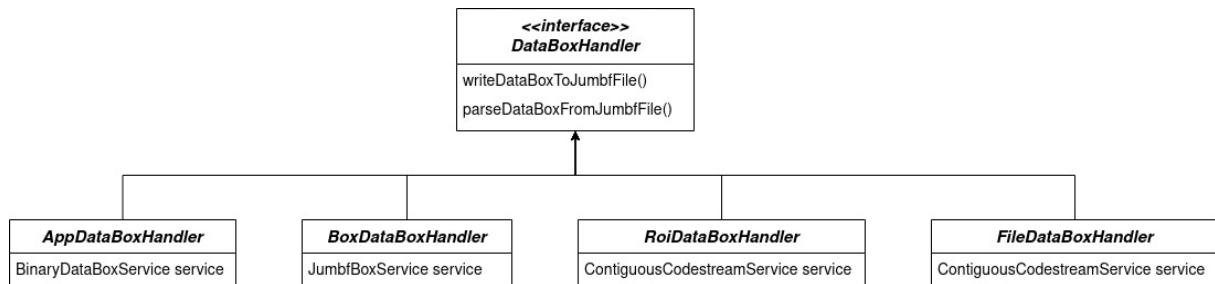 <<interface>>
DataBoxHandler
writeDataBoxToJumbfFile()
parseDataBoxFromJumbfFile()
AppDataBoxHandler
BinaryDataBoxService service
BoxDataBoxHandler
JumbfBoxService service
RoiDataBoxHandler
ContiguousCodestreamService service
FileDataBoxHandler
ContiguousCodestreamService service